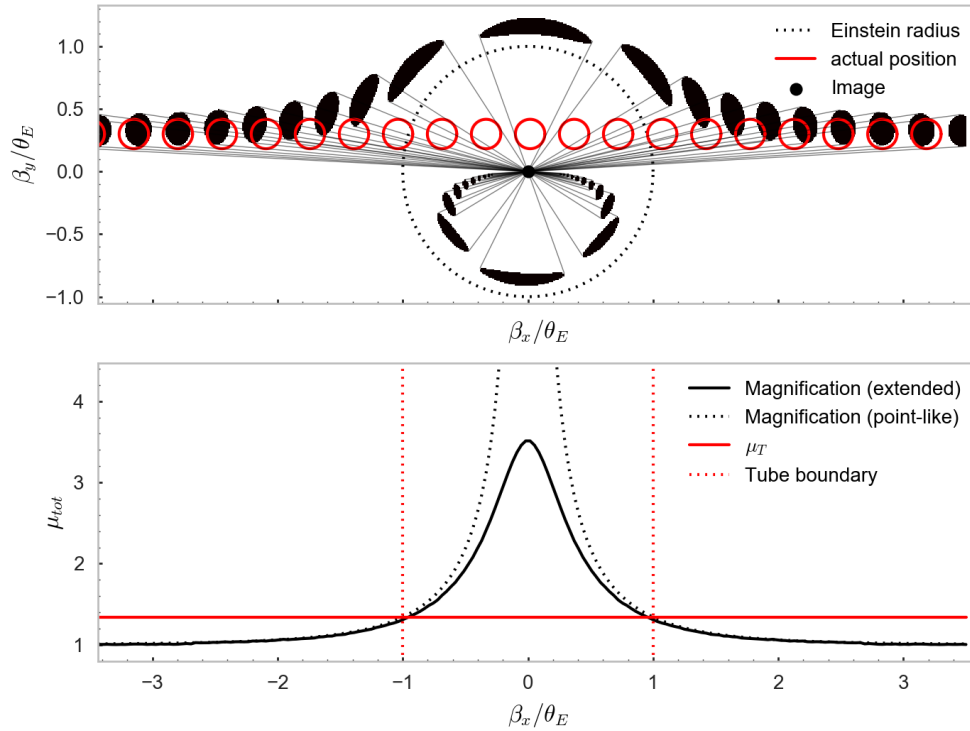 Einstein radius
actual position
Image
1.0
0.5
0.0
−0.5
−1.0
β_y/θ_E
β_x/θ_E
Magnification (extended)
Magnification (point-like)
μ_T
Tube boundary
4
3
2
1
μ_tot
−3 −2 −1 0 1 2 3
β_x/θ_E